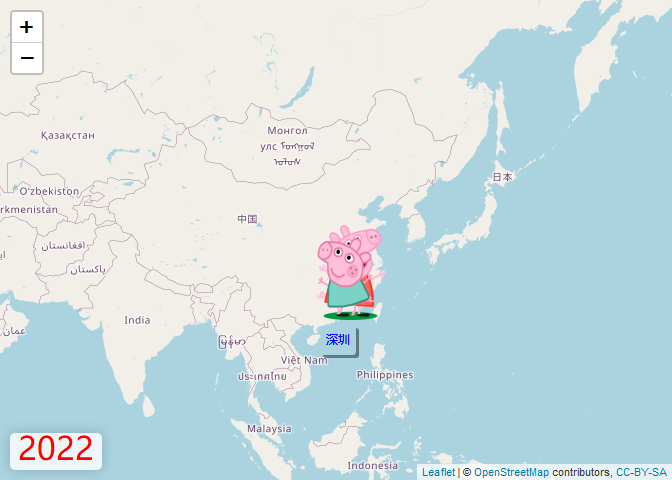 +
−
Қазақстан
Монгол
улс ᠮᠣᠩᠭᠣᠯ
ᠤᠯᠤᠰ
日本
Oʻzbekiston
rkmenistan
中国
افغانستان
پاکستان
India
عمان
မြန်မာ
深圳
Việt Nam
ประเทศไทย
Philippines
Malaysia
Indonesia
2022
Leaflet | © OpenStreetMap contributors, CC-BY-SA